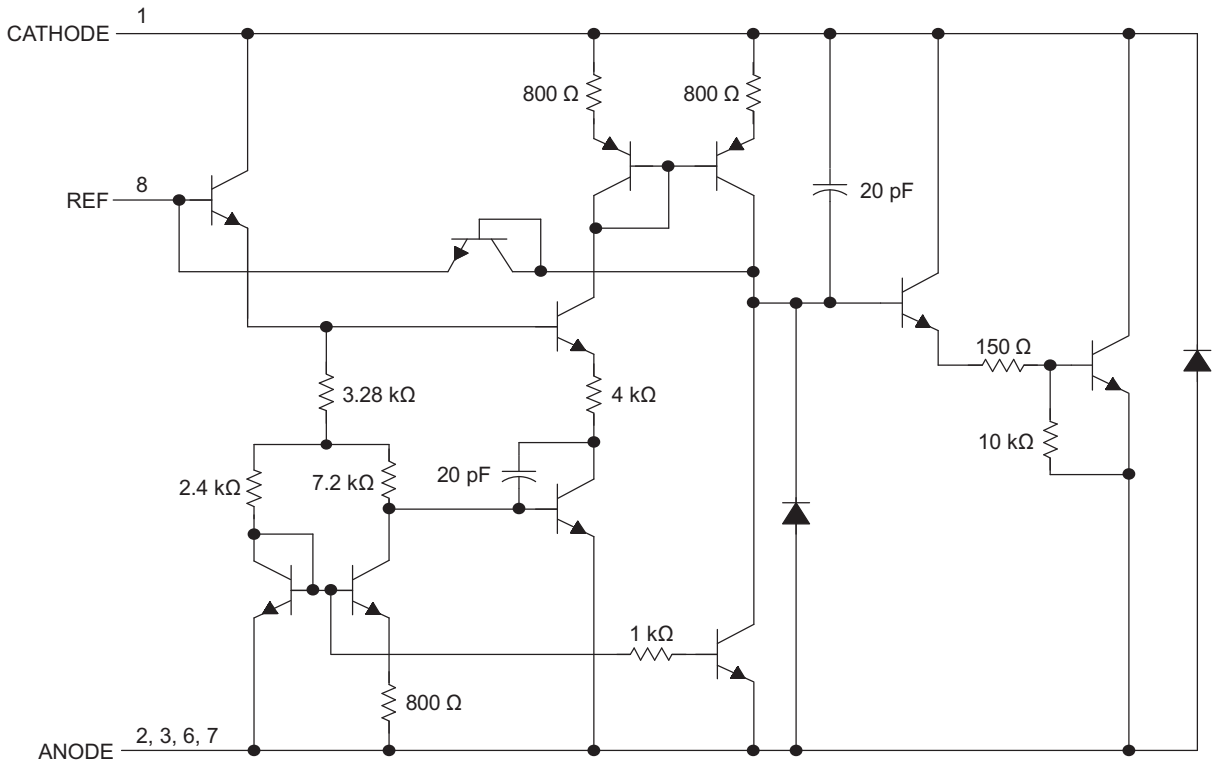 1
CATHODE
800 Ω
800 Ω
8
REF
20 pF
150 Ω
3.28 kΩ
4 kΩ
10 kΩ
2.4 kΩ
7.2 kΩ
20 pF
1 kΩ
800 Ω
2, 3, 6, 7
ANODE